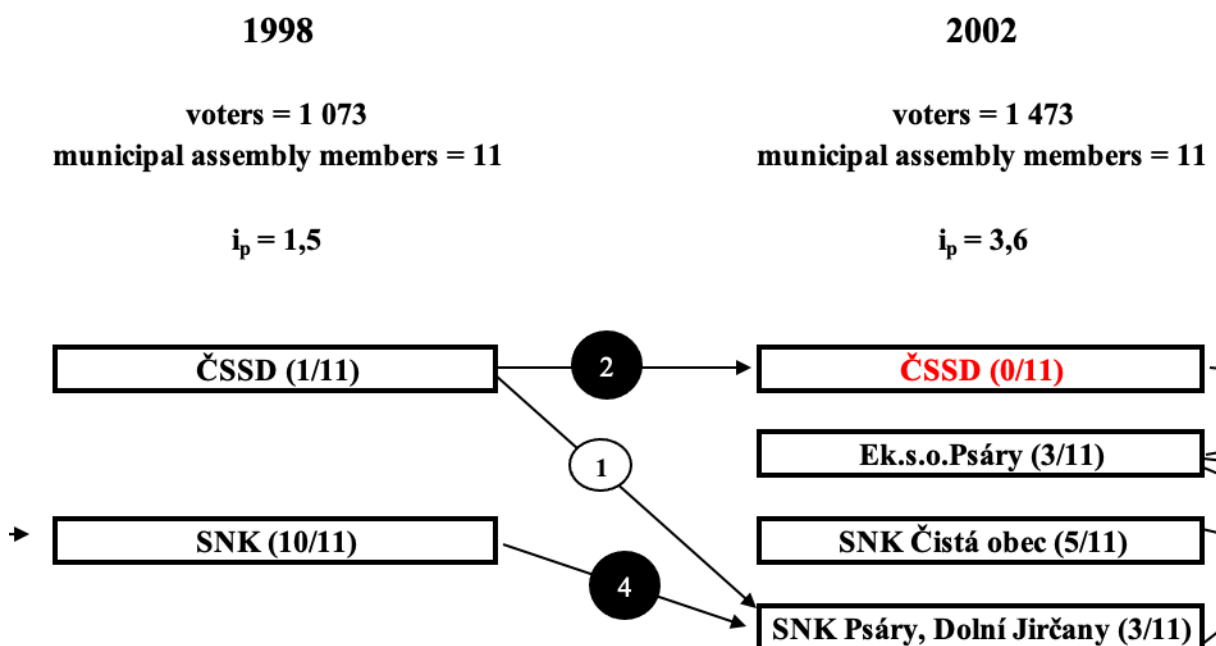 1998
voters = 1 073
municipal assembly members = 11
ip = 1,5
2002
voters = 1 473
municipal assembly members = 11
ip = 3,6
ČSSD (1/11)
2
ČSSD (0/11)
1
Ek.s.o.Psáry (3/11)
SNK (10/11)
SNK Čistá obec (5/11)
4
SNK Psáry, Dolní Jirčany (3/11)